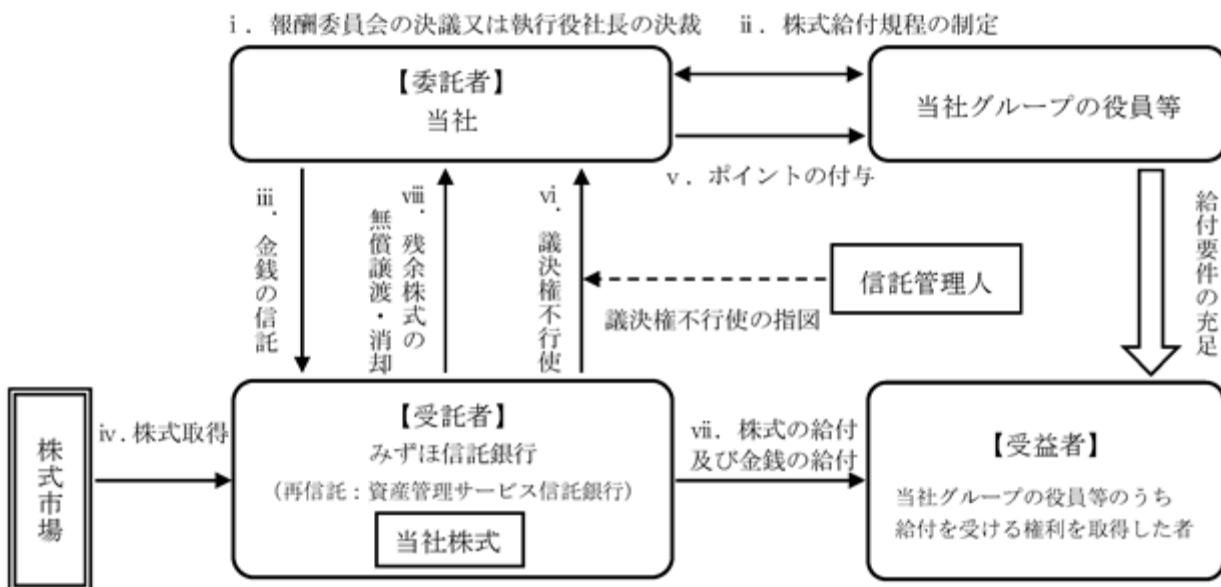 ⅰ．報酬委員会の決議又は執行役社長の決裁
ⅱ．株式給付規程の制定
【委託者】
当社
当社グループの役員等
ⅴ．ポイントの付与
ⅲ．金銭の信託
ⅷ．残余株式の
無償譲渡・消却
ⅵ．議決権不行使
信託管理人
議決権不行使の指図
給付要件の充足
株式市場
ⅳ．株式取得
【受託者】
みずほ信託銀行
（再信託：資産管理サービス信託銀行）
当社株式
ⅶ．株式の給付
及び金銭の給付
【受益者】
当社グループの役員等のうち
給付を受ける権利を取得した者